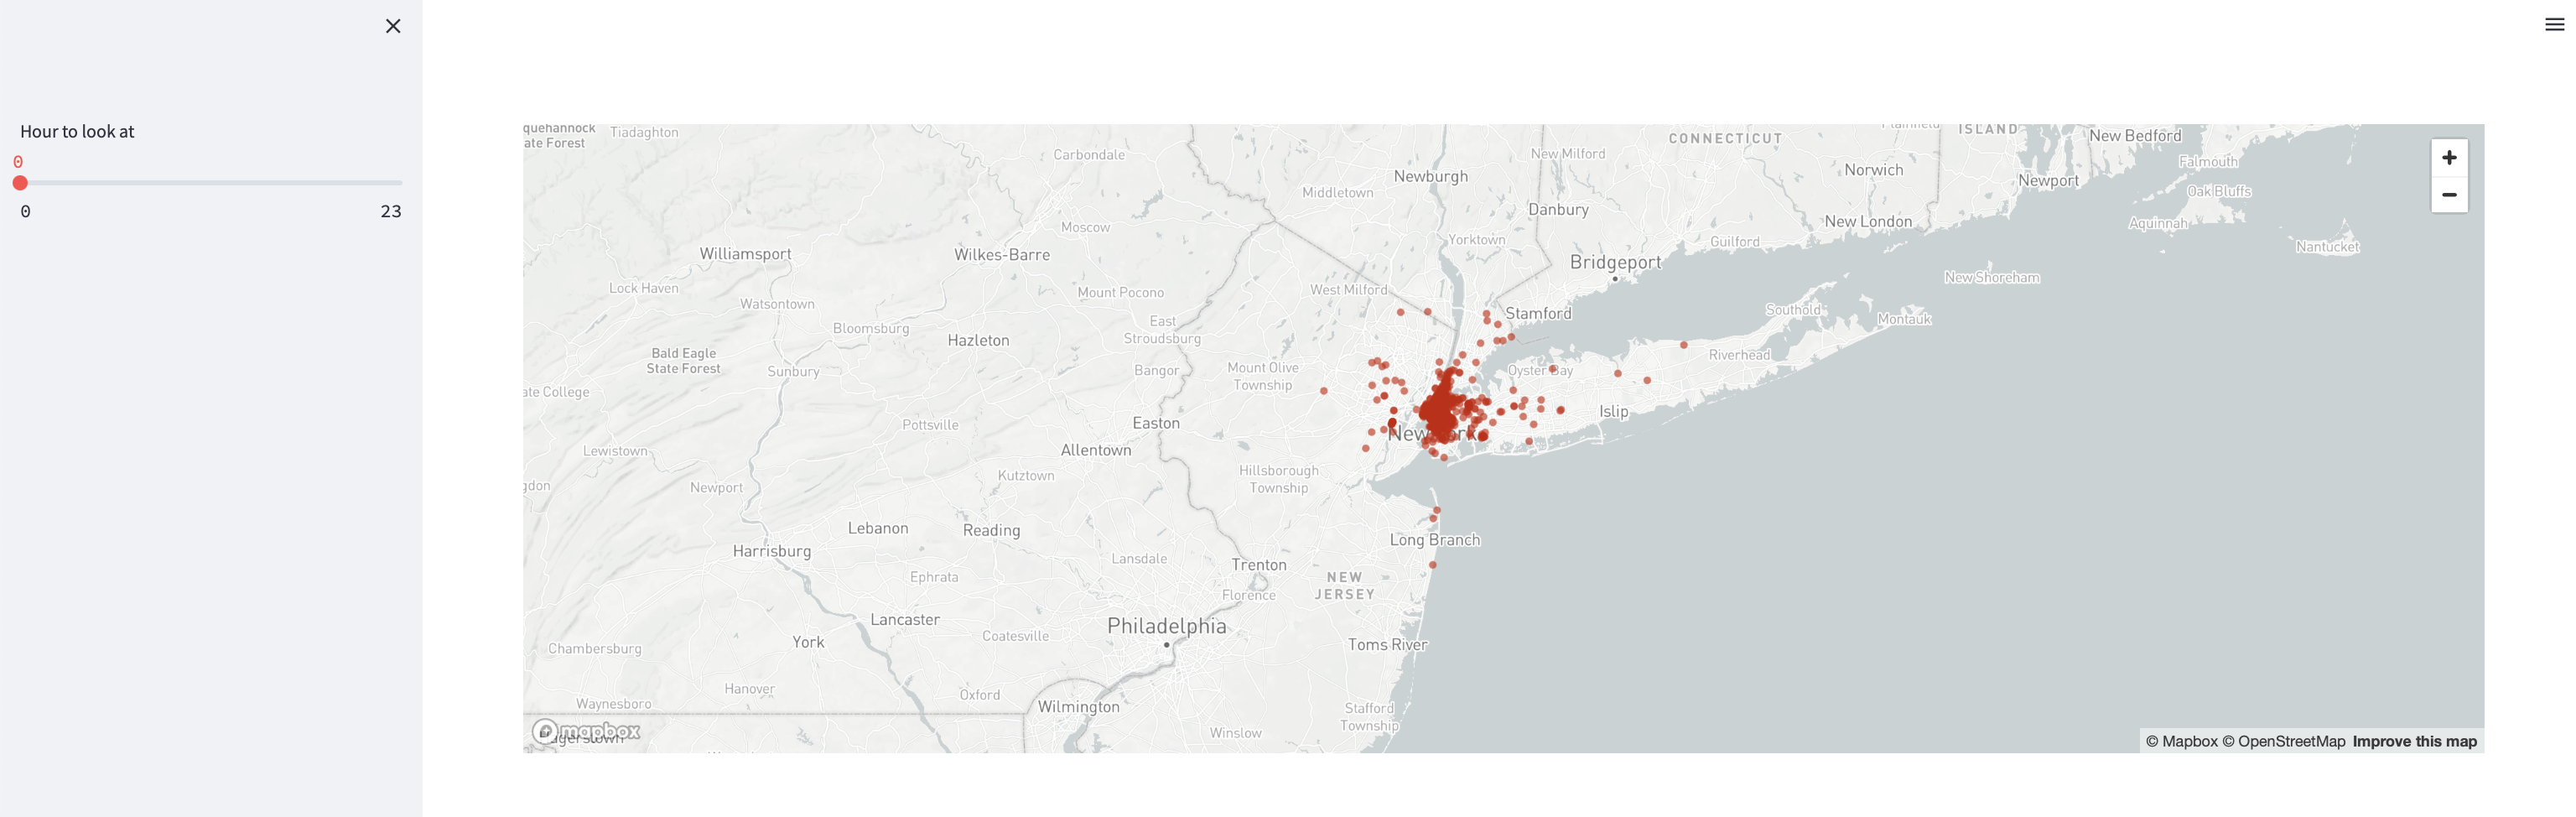 Hour to look at
0
0
23
quehannock
ate Forest
Tiadaghton
Carbondale
Middletown
Newburgh
New Milford
CONNECTICUT
Plainfield
ISLAND
New Bedford
Falmouth
Norwich
Newport
Oak Bluffs
Danbury
New London
Aquinnah
Moscow
Yorktown
Guilford
Nantucket
Williamsport
Wilkes-Barre
Bridgeport
New Shoreham
Lock Haven
Mount Pocono
West Milford
Watsontown
Stamford
Southold
Montauk
Bloomsburg
East
Stroudsburg
Hazleton
Bald Eagle
State Forest
Riverhead
Sunbury
Bangor
Mount Olive
Township
Oyster Bay
ate College
Islip
Pottsville
Easton
New York
Lewistown
Allentown
Hillsborough
Township
Kutztown
gdon
Newport
Lebanon
Reading
Long Branch
Harrisburg
Lansdale
Trenton
NEW
JERSEY
Ephrata
Florence
Lancaster
Philadelphia
York
Coatesville
Toms River
Chambersburg
Hanover
Oxford
Waynesboro
Wilmington
Stafford
Township
Winslow
mapbox
Hagerstown
© Mapbox © OpenStreetMap Improve this map